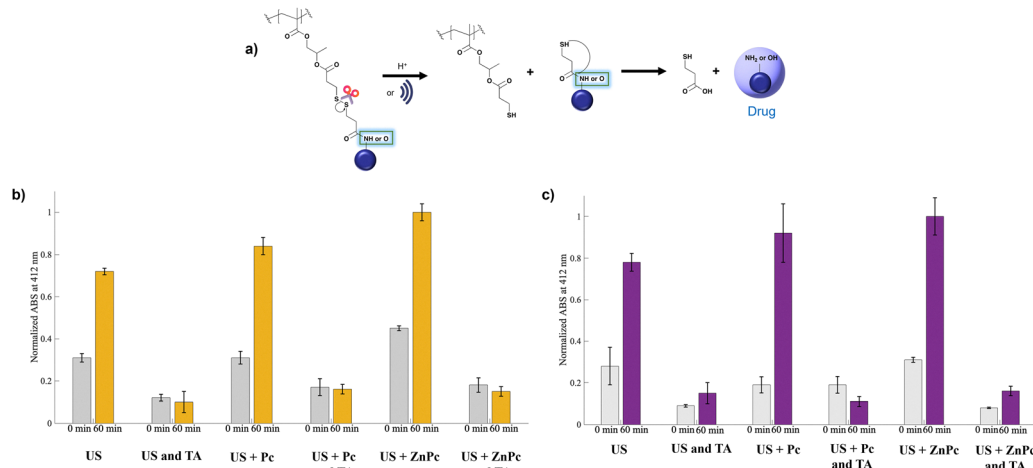 a)
H⁺
or
O
O
O
O
S
S
O
NH or O
O
O
O
O
SH
+
SH
O
NH or O
SH
O
OH
+
NH₂ or OH
Drug
b)
Normalized ABS at 412 nm
1
0.8
0.6
0.4
0.2
0
0 min 60 min
0 min 60 min
0 min 60 min
0 min 60 min
0 min 60 min
0 min 60 min
US
US and TA
US + Pc
US + Pc
US + ZnPc
US + ZnPc
c)
Normalized ABS at 412 nm
1
0.8
0.6
0.4
0.2
0
0 min 60 min
0 min 60 min
0 min 60 min
0 min 60 min
0 min 60 min
0 min 60 min
US
US and TA
US + Pc
US + Pc
and TA
US + ZnPc
US + ZnPc
and TA